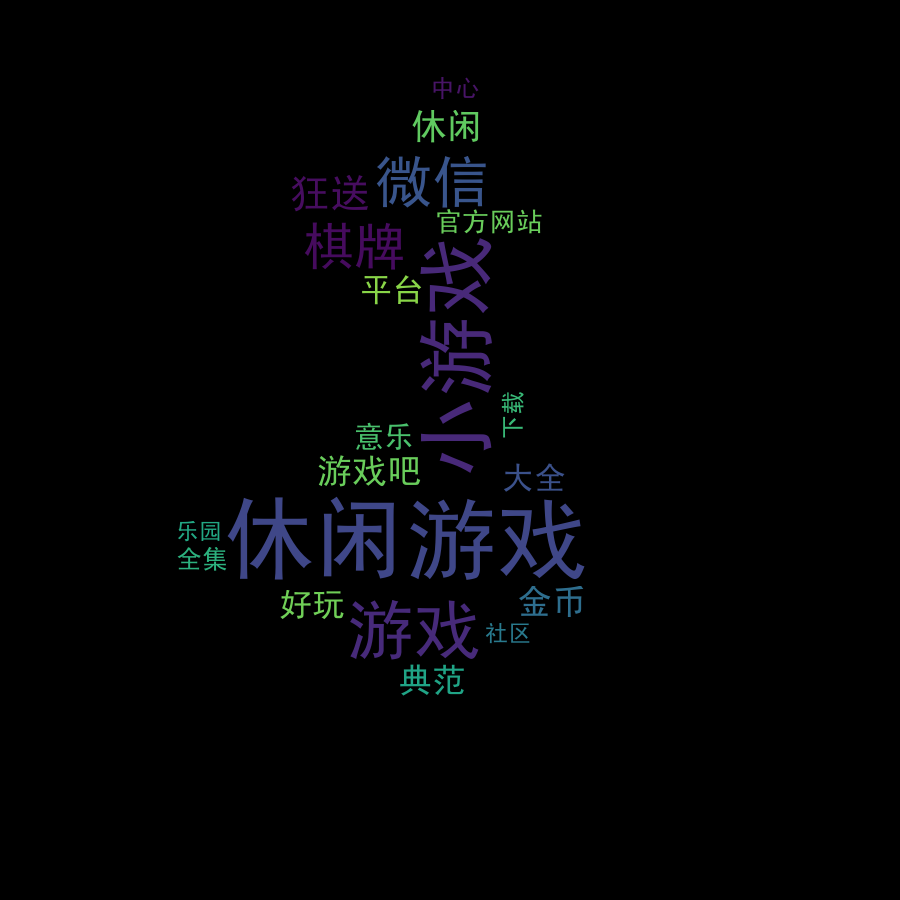 中心
休闲
微信
狂送
官方网站
棋牌
平台
小游戏
下载
意乐
游戏吧
大全
休闲游戏
乐园
全集
好玩
金币
游戏
社区
典范